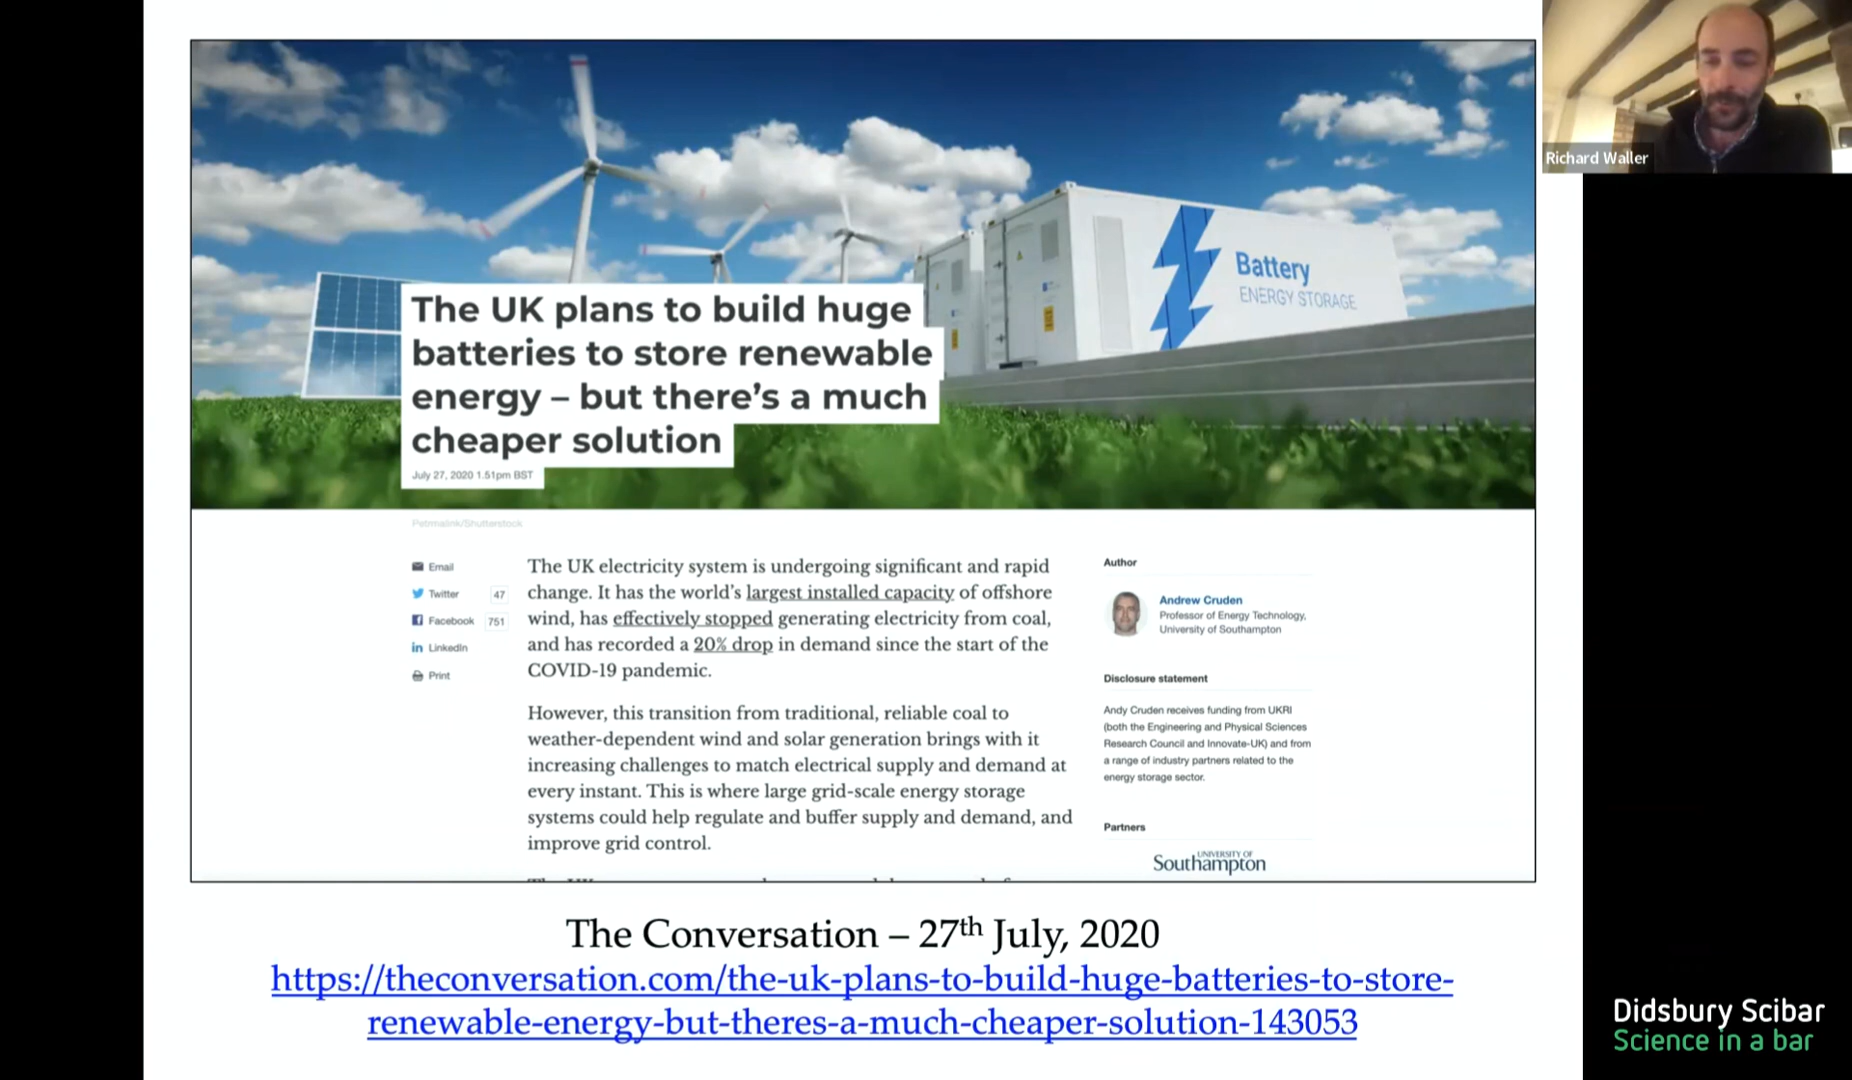 Richard Waller
Battery
ENERGY STORAGE
The UK plans to build huge
batteries to store renewable
energy – but there's a much
cheaper solution
July 27, 2020 1.51pm BST
Petmalink/Shutterstock
Email
Twitter 47
Facebook 751
LinkedIn
Print
The UK electricity system is undergoing significant and rapid
change. It has the world's largest installed capacity of offshore
wind, has effectively stopped generating electricity from coal,
and has recorded a 20% drop in demand since the start of the
COVID-19 pandemic.
However, this transition from traditional, reliable coal to
weather-dependent wind and solar generation brings with it
increasing challenges to match electrical supply and demand at
every instant. This is where large grid-scale energy storage
systems could help regulate and buffer supply and demand, and
improve grid control.
Author
Andrew Cruden
Professor of Energy Technology,
University of Southampton
Disclosure statement
Andy Cruden receives funding from UKRI
(both the Engineering and Physical Sciences
Research Council and Innovate-UK) and from
a range of industry partners related to the
energy storage sector.
Partners
UNIVERSITY OF
Southampton
The Conversation – 27th July, 2020
https://theconversation.com/the-uk-plans-to-build-huge-batteries-to-store-
renewable-energy-but-theres-a-much-cheaper-solution-143053
Didsbury Scibar
Science in a bar